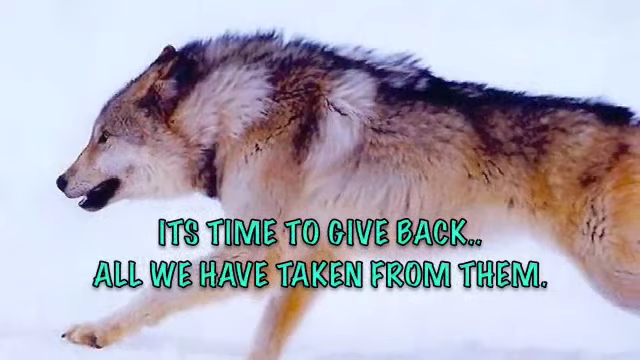 ITS TIME TO GIVE BACK..
ALL WE HAVE TAKEN FROM THEM.